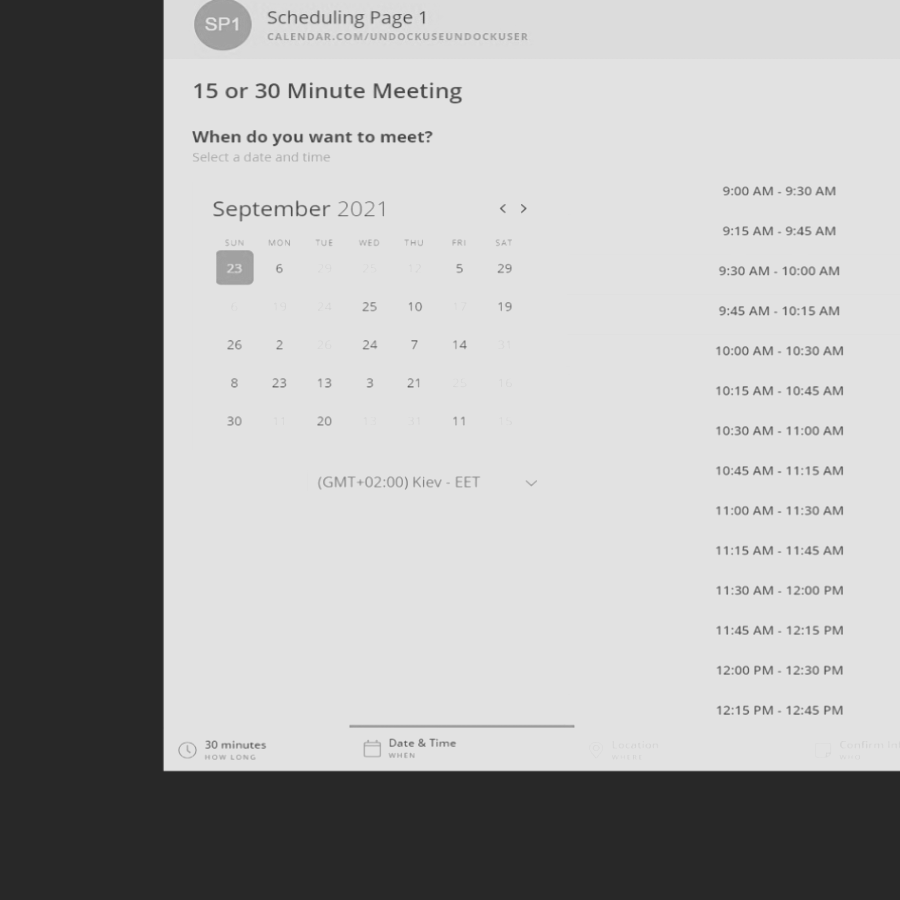 SP1
Scheduling Page 1
CALENDAR.COM/UNDOCKUSEUNDOCKUSER
15 or 30 Minute Meeting
When do you want to meet?
Select a date and time
September 2021 < >
SUN MON TUE WED THU FRI SAT
23 6 29 25 12 5 29
6 19 24 25 10 17 19
26 2 26 24 7 14 31
8 23 13 3 21 25 16
30 11 20 13 31 11 15
(GMT+02:00) Kiev - EET
9:00 AM - 9:30 AM
9:15 AM - 9:45 AM
9:30 AM - 10:00 AM
9:45 AM - 10:15 AM
10:00 AM - 10:30 AM
10:15 AM - 10:45 AM
10:30 AM - 11:00 AM
10:45 AM - 11:15 AM
11:00 AM - 11:30 AM
11:15 AM - 11:45 AM
11:30 AM - 12:00 PM
11:45 AM - 12:15 PM
12:00 PM - 12:30 PM
12:15 PM - 12:45 PM
30 minutes
HOW LONG
Date & Time
WHEN
Location
WHERE
Confirm